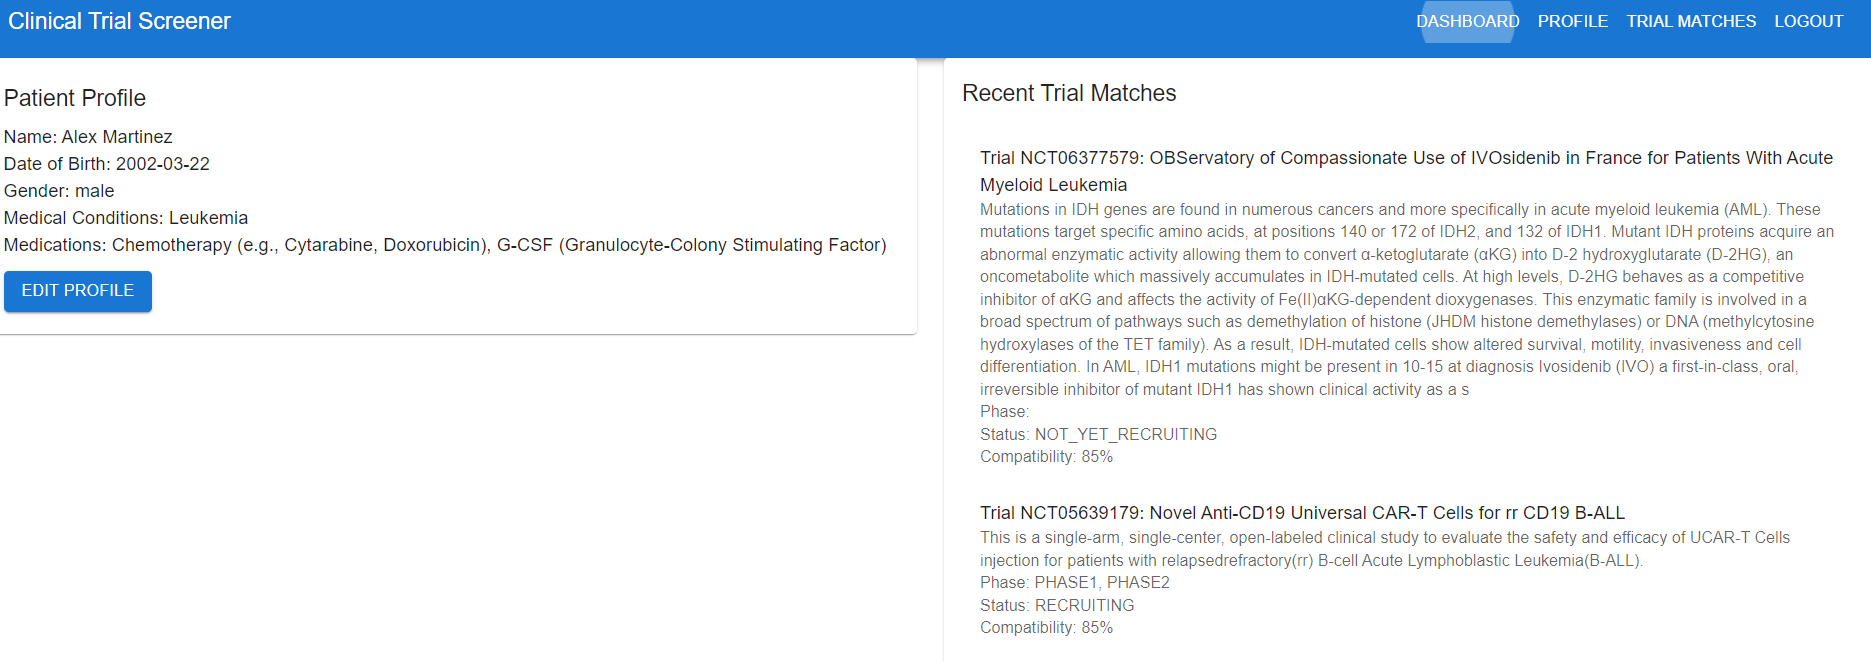 Clinical Trial Screener
DASHBOARD PROFILE TRIAL MATCHES LOGOUT
Patient Profile
Name: Alex Martinez
Date of Birth: 2002-03-22
Gender: male
Medical Conditions: Leukemia
Medications: Chemotherapy (e.g., Cytarabine, Doxorubicin), G-CSF (Granulocyte-Colony Stimulating Factor)
EDIT PROFILE
Recent Trial Matches
Trial NCT06377579: OBServatory of Compassionate Use of IVOsidenib in France for Patients With Acute
Myeloid Leukemia
Mutations in IDH genes are found in numerous cancers and more specifically in acute myeloid leukemia (AML). These
mutations target specific amino acids, at positions 140 or 172 of IDH2, and 132 of IDH1. Mutant IDH proteins acquire an
abnormal enzymatic activity allowing them to convert α-ketoglutarate (αKG) into D-2 hydroxyglutarate (D-2HG), an
oncometabolite which massively accumulates in IDH-mutated cells. At high levels, D-2HG behaves as a competitive
inhibitor of αKG and affects the activity of Fe(II)αKG-dependent dioxygenases. This enzymatic family is involved in a
broad spectrum of pathways such as demethylation of histone (JHDM histone demethylases) or DNA (methylcytosine
hydroxylases of the TET family). As a result, IDH-mutated cells show altered survival, motility, invasiveness and cell
differentiation. In AML, IDH1 mutations might be present in 10-15 at diagnosis Ivosidenib (IVO) a first-in-class, oral,
irreversible inhibitor of mutant IDH1 has shown clinical activity as a s
Phase:
Status: NOT_YET_RECRUITING
Compatibility: 85%
Trial NCT05639179: Novel Anti-CD19 Universal CAR-T Cells for rr CD19 B-ALL
This is a single-arm, single-center, open-labeled clinical study to evaluate the safety and efficacy of UCAR-T Cells
injection for patients with relapsedrefractory(rr) B-cell Acute Lymphoblastic Leukemia(B-ALL).
Phase: PHASE1, PHASE2
Status: RECRUITING
Compatibility: 85%